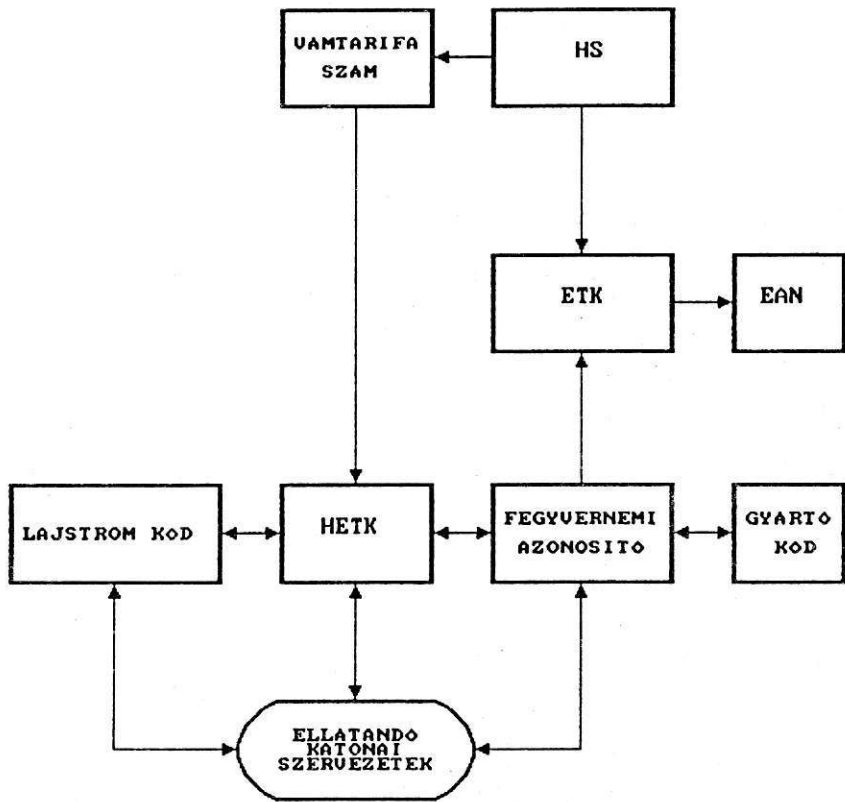 VAMTARIFA
SZAM
HS
ETK
EAN
LAJSTROM KOD
HETK
FEGYVERNEMI
AZONOSITO
GYARTO
KOD
ELLATANDO
KATONAI
SZERVEZETEK